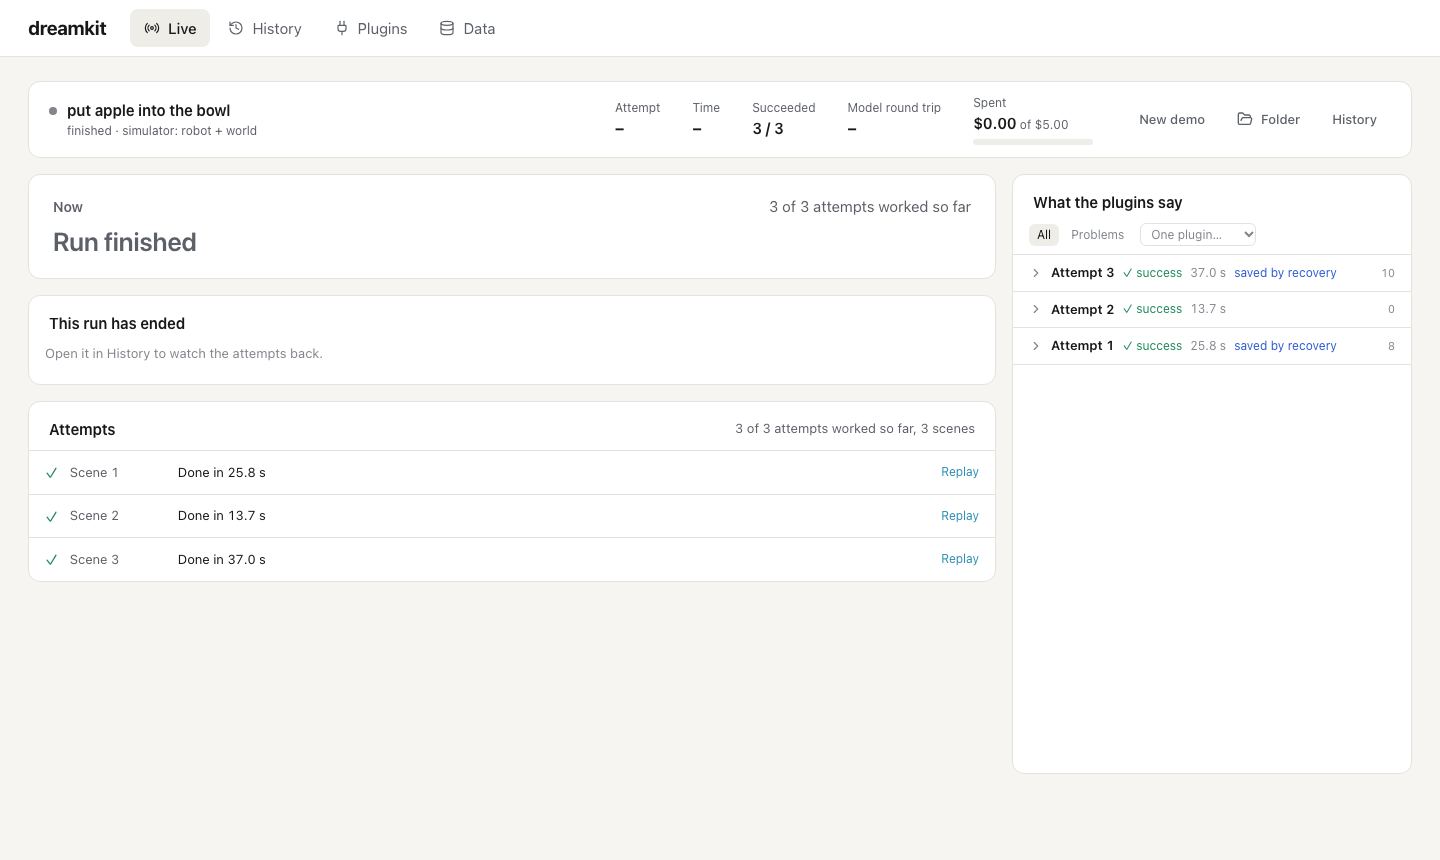 dreamkit
Live
History
Plugins
Data
put apple into the bowl
finished · simulator: robot + world
Attempt
–
Time
–
Succeeded
3 / 3
Model round trip
–
Spent
$0.00 of $5.00
New demo
Folder
History
Now
3 of 3 attempts worked so far
Run finished
This run has ended
Open it in History to watch the attempts back.
Attempts
3 of 3 attempts worked so far, 3 scenes
Scene 1 Done in 25.8 s Replay
Scene 2 Done in 13.7 s Replay
Scene 3 Done in 37.0 s Replay
What the plugins say
All Problems One plugin...
Attempt 3 ✓ success 37.0 s saved by recovery 10
Attempt 2 ✓ success 13.7 s 0
Attempt 1 ✓ success 25.8 s saved by recovery 8